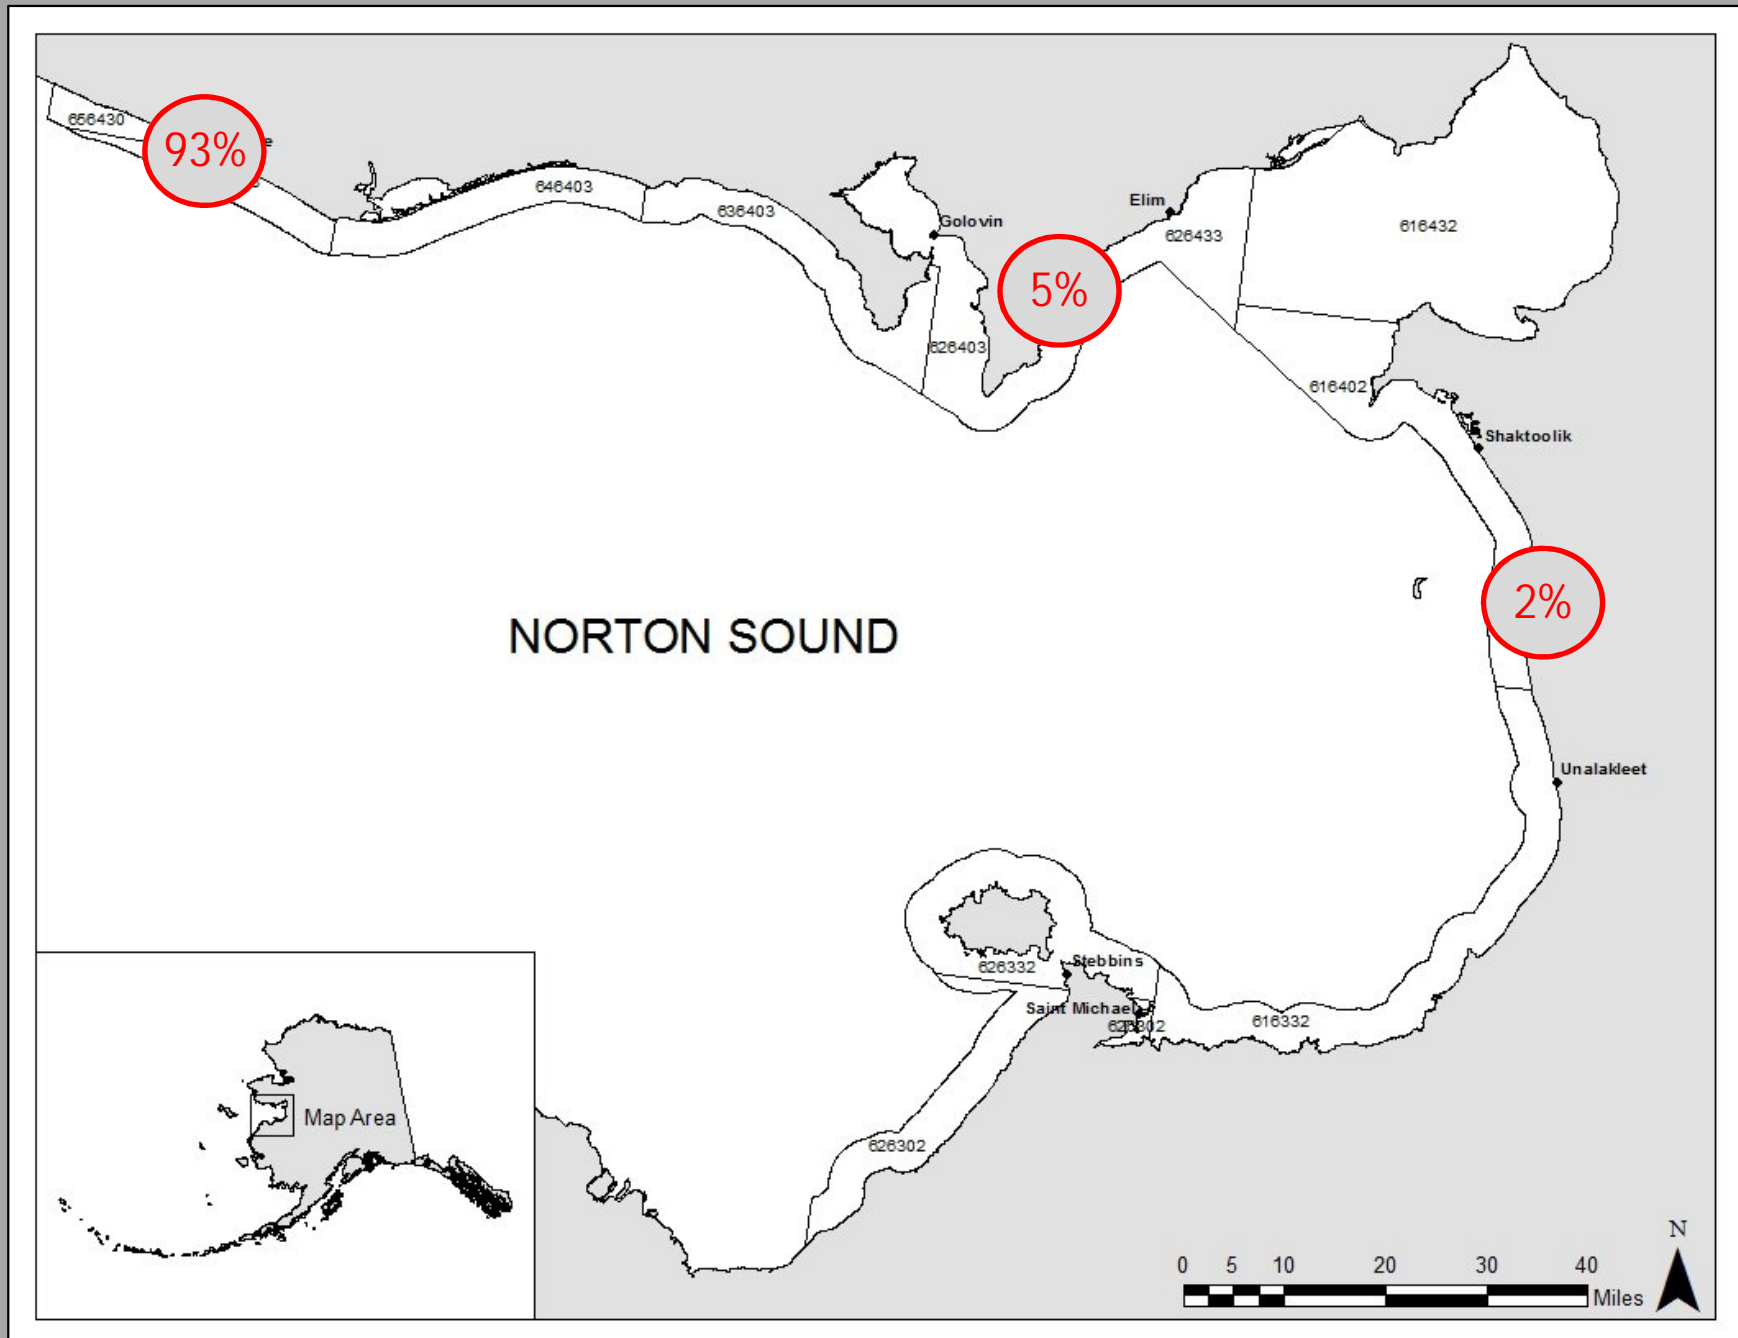 656430
93%
e
646403
636403
Golovin
Elim
626433
616432
5%
626403
616402
Shaktoolik
2%
NORTON SOUND
Unalakleet
626332
Stebbins
Saint Michael
616332
626302
Map Area
N
0 5 10 20 30 40
Miles